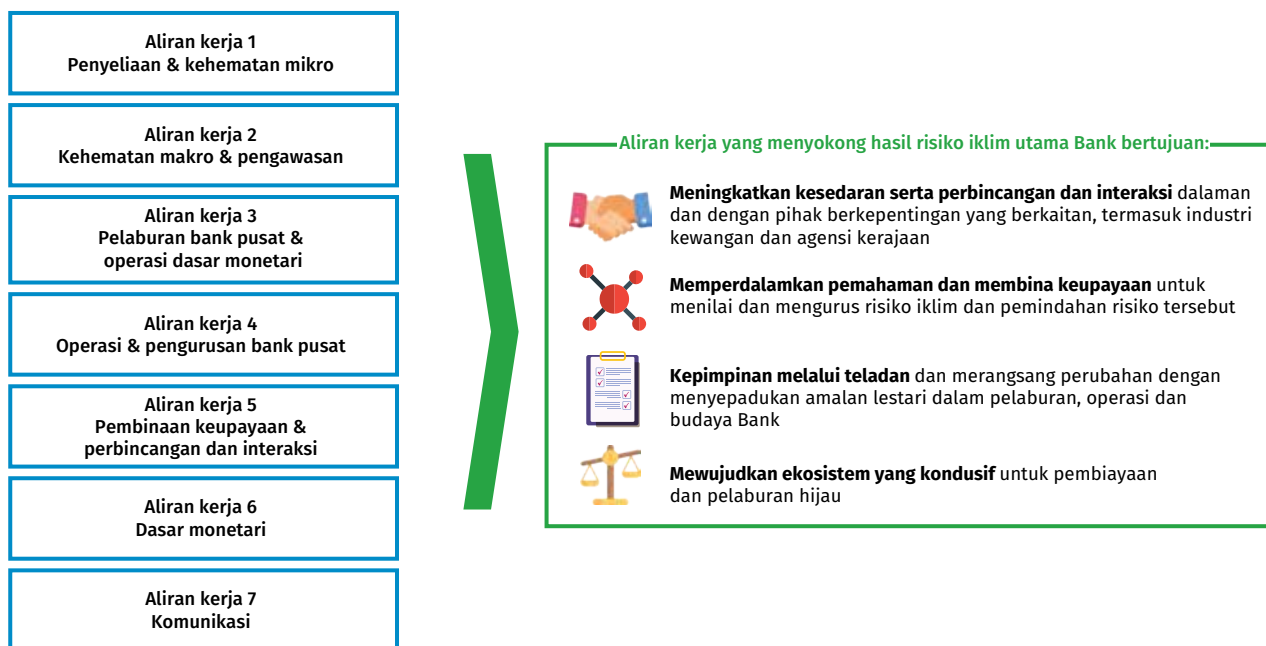 Aliran kerja 1
Penyeliaan & kehematan mikro
Aliran kerja 2
Kehematan makro & pengawasan
Aliran kerja 3
Pelaburan bank pusat &
operasi dasar monetari
Aliran kerja 4
Operasi & pengurusan bank pusat
Aliran kerja 5
Pembinaan keupayaan &
perbincangan dan interaksi
Aliran kerja 6
Dasar monetari
Aliran kerja 7
Komunikasi
Aliran kerja yang menyokong hasil risiko iklim utama Bank bertujuan:
Meningkatkan kesedaran serta perbincangan dan interaksi dalaman
dan dengan pihak berkepentingan yang berkaitan, termasuk industri
kewangan dan agensi kerajaan
Memperdalamkan pemahaman dan membina keupayaan untuk
menilai dan mengurus risiko iklim dan pemindahan risiko tersebut
Kepimpinan melalui teladan dan merangsang perubahan dengan
menyepadukan amalan lestari dalam pelaburan, operasi dan
budaya Bank
Mewujudkan ekosistem yang kondusif untuk pembiayaan
dan pelaburan hijau